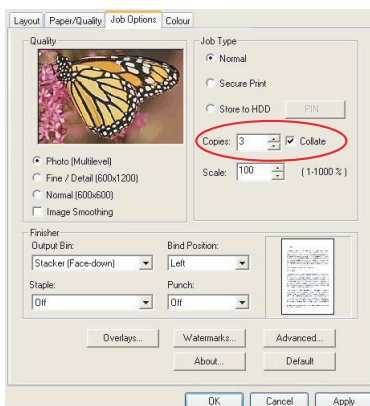 Layout Paper/Quality Job Options Colour
Quality
Photo (Multilevel)
Fine / Detail (600x1200)
Normal (600x600)
Image Smoothing
Job Type
Normal
Secure Print
Store to HDD PIN...
Copies: 3 Collate
Scale: 100 (1-1000 %)
Finisher
Output Bin: Bind Position:
Stacker (Face-down) Left
Staple: Punch:
Off Off
Overlays... Watermarks... Advanced...
About... Default
OK Cancel Apply